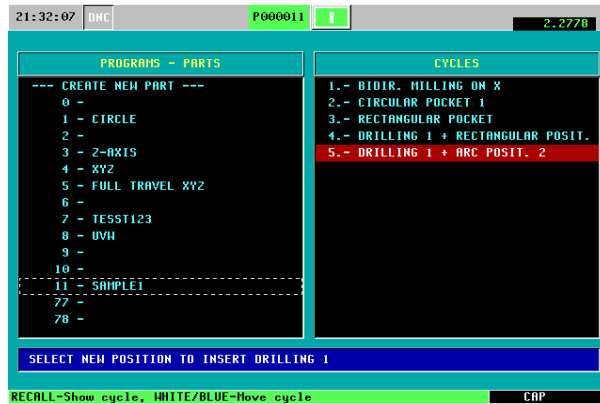 21:32:07 DNC P000011 2.2778
PROGRAMS - PARTS
--- CREATE NEW PART ---
0 -
1 - CIRCLE
2 -
3 - Z-AXIS
4 - XYZ
5 - FULL TRAVEL XYZ
6 -
7 - TESST123
8 - UVW
9 -
10 -
11 - SAMPLE1
77 -
78 -
CYCLES
1.- BIDIR. MILLING ON X
2.- CIRCULAR POCKET 1
3.- RECTANGULAR POCKET
4.- DRILLING 1 + RECTANGULAR POSIT.
5.- DRILLING 1 + ARC POSIT. 2
SELECT NEW POSITION TO INSERT DRILLING 1
RECALL-Show cycle, WHITE/BLUE-Move cycle CAP